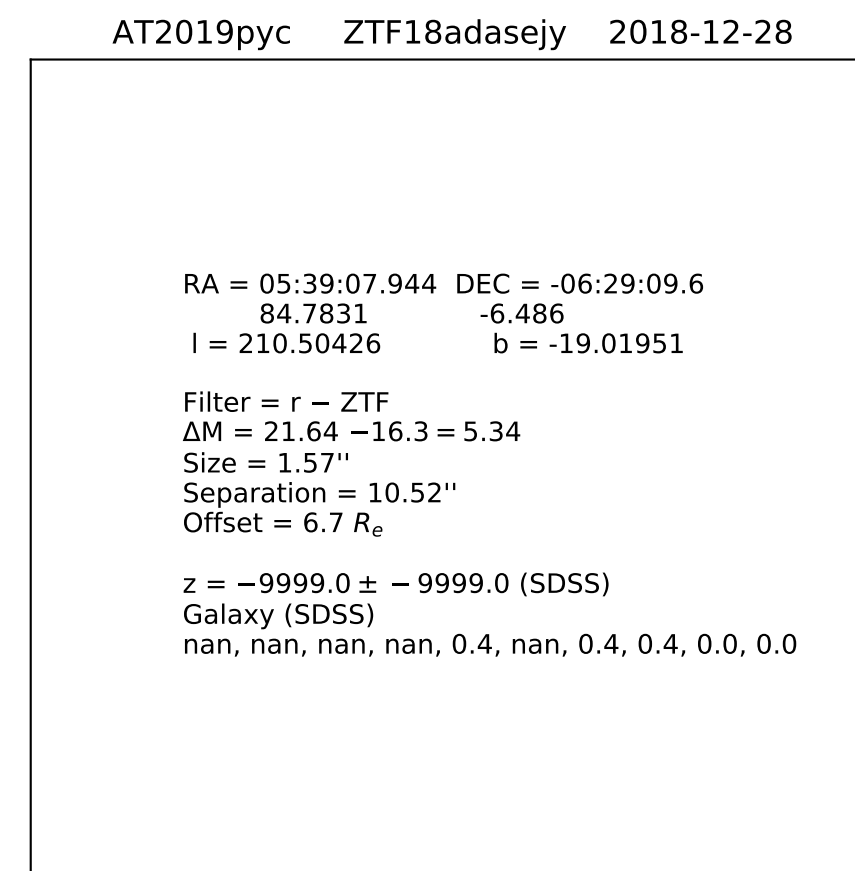 AT2019pyc ZTF18adasejy 2018-12-28
RA = 05:39:07.944 DEC = -06:29:09.6
84.7831 -6.486
l = 210.50426 b = -19.01951
Filter = r − ZTF
ΔM = 21.64 −16.3 = 5.34
Size = 1.57''
Separation = 10.52''
Offset = 6.7 Re
z = −9999.0 ± − 9999.0 (SDSS)
Galaxy (SDSS)
nan, nan, nan, nan, 0.4, nan, 0.4, 0.4, 0.0, 0.0